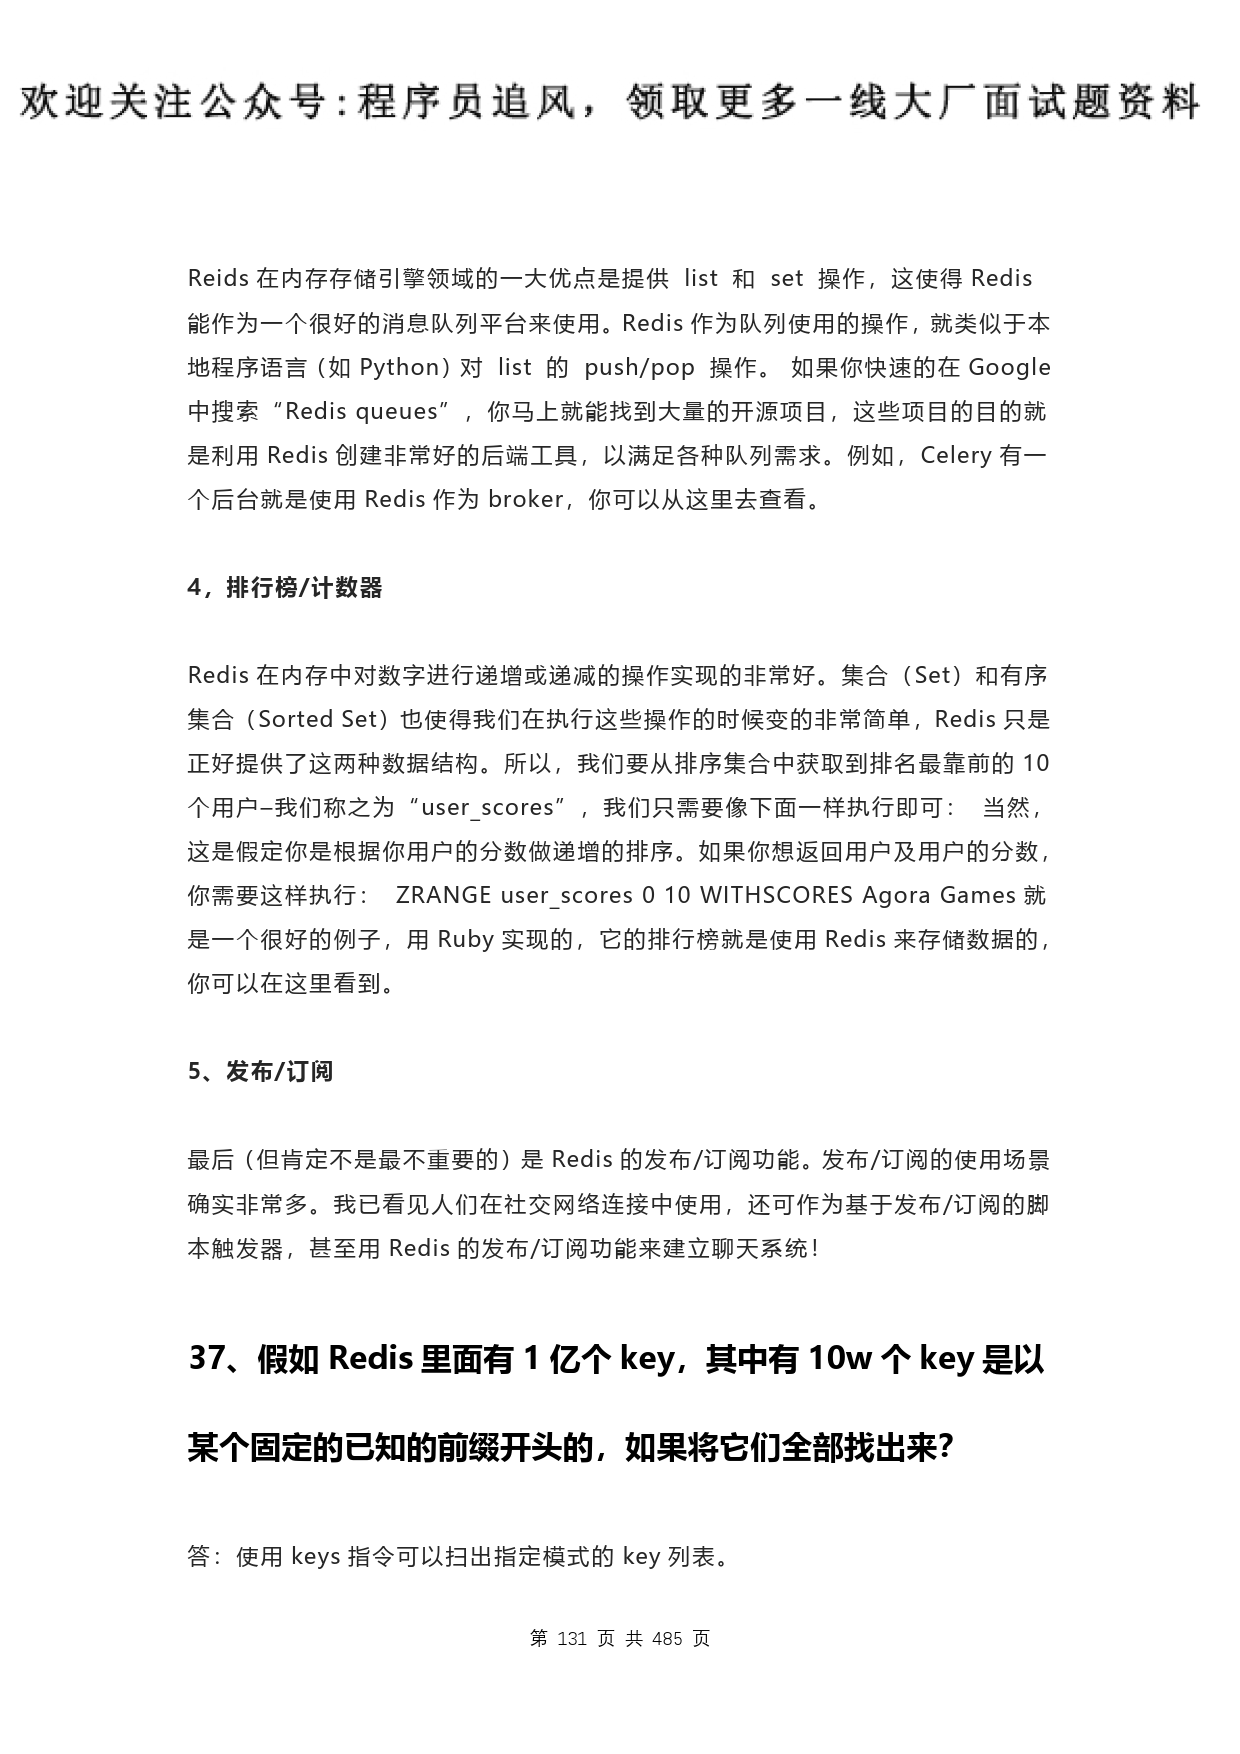 欢迎关注公众号:程序员追风，领取更多一线大厂面试题资料
Reids 在内存存储引擎领域的一大优点是提供 list 和 set 操作，这使得 Redis
能作为一个很好的消息队列平台来使用。Redis 作为队列使用的操作，就类似于本
地程序语言（如 Python）对 list 的 push/pop 操作。 如果你快速的在 Google
中搜索“Redis queues”，你马上就能找到大量的开源项目，这些项目的目的就
是利用 Redis 创建非常好的后端工具，以满足各种队列需求。例如，Celery 有一
个后台就是使用 Redis 作为 broker，你可以从这里去查看。
4，排行榜/计数器
Redis 在内存中对数字进行递增或递减的操作实现的非常好。集合（Set）和有序
集合（Sorted Set）也使得我们在执行这些操作的时候变的非常简单，Redis 只是
正好提供了这两种数据结构。所以，我们要从排序集合中获取到排名最靠前的 10
个用户–我们称之为“user_scores”，我们只需要像下面一样执行即可： 当然，
这是假定你是根据你用户的分数做递增的排序。如果你想返回用户及用户的分数，
你需要这样执行： ZRANGE user_scores 0 10 WITHSCORES Agora Games 就
是一个很好的例子，用 Ruby 实现的，它的排行榜就是使用 Redis 来存储数据的，
你可以在这里看到。
5、发布/订阅
最后（但肯定不是最不重要的）是 Redis 的发布/订阅功能。发布/订阅的使用场景
确实非常多。我已看见人们在社交网络连接中使用，还可作为基于发布/订阅的脚
本触发器，甚至用 Redis 的发布/订阅功能来建立聊天系统！
37、假如 Redis 里面有 1 亿个 key，其中有 10w 个 key 是以
某个固定的已知的前缀开头的，如果将它们全部找出来？
答：使用 keys 指令可以扫出指定模式的 key 列表。
第 131 页 共 485 页